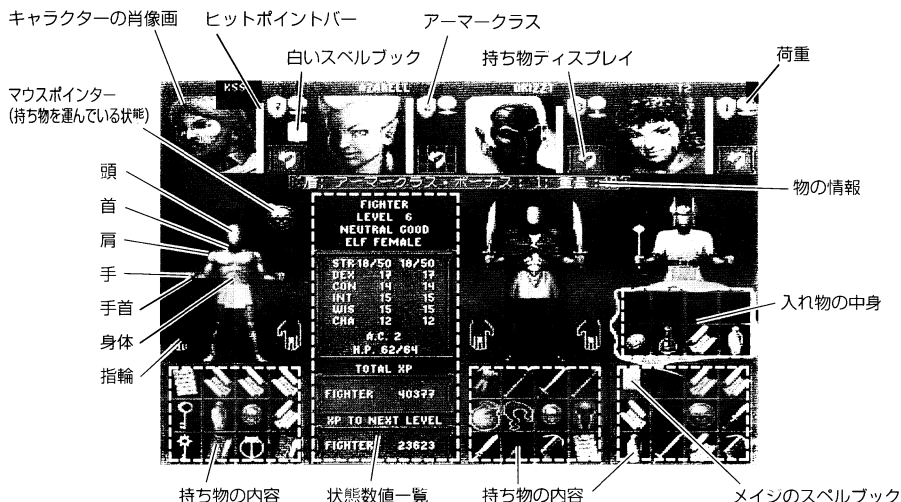 キャラクターの肖像画
ヒットポイントバー
アーマークラス
白いスペルブック
持ち物ディスプレイ
荷重
マウスポインター
(持ち物を運んでいる状態)
頭
首
肩
手
手首
身体
指輪
物の情報
入れ物の中身
アーマークラス・ボーナス
FIGHTER
LEVEL 6
NEUTRAL GOOD
ELF FEMALE
STR 18/50 18/50
DEX 17 17
CON 14 14
INT 15 15
WIS 15 15
CHA 12 12
A.C. 2
H.P. 62/64
TOTAL XP
FIGHTER 40377
XP TO NEXT LEVEL
FIGHTER 23623
持ち物の内容
状態数値一覧
持ち物の内容
メイジのスペルブック